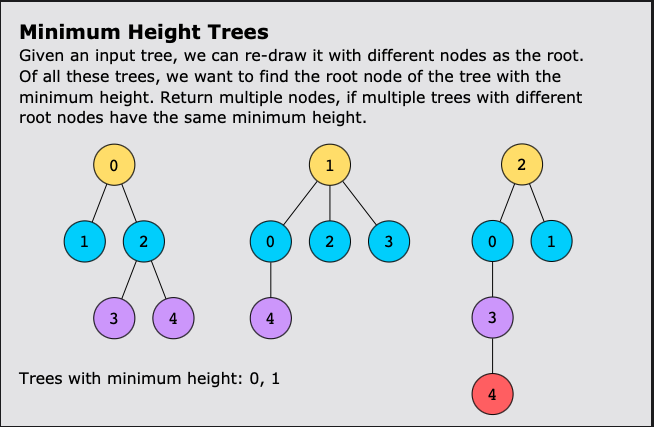 Minimum Height Trees
Given an input tree, we can re-draw it with different nodes as the root.
Of all these trees, we want to find the root node of the tree with the
minimum height. Return multiple nodes, if multiple trees with different
root nodes have the same minimum height.
0 1 2
1 2 0 2 3 0 1
3 4 4 3
Trees with minimum height: 0, 1
4